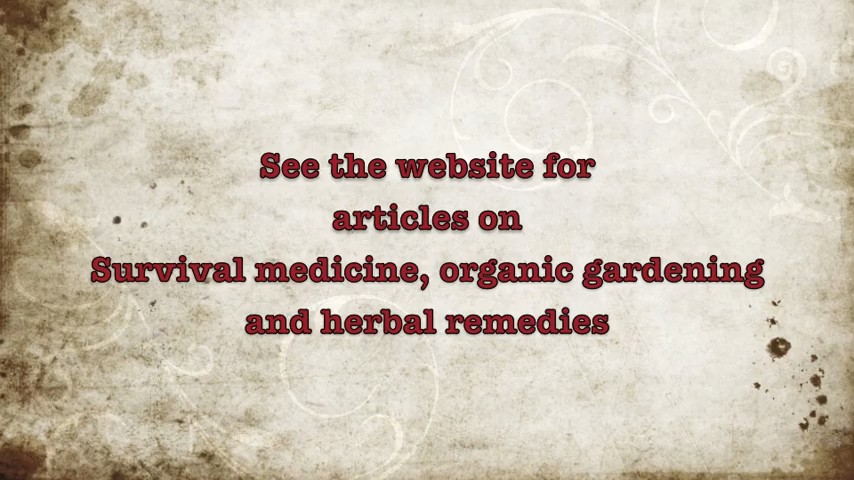 See the website for
articles on
Survival medicine, organic gardening
and herbal remedies